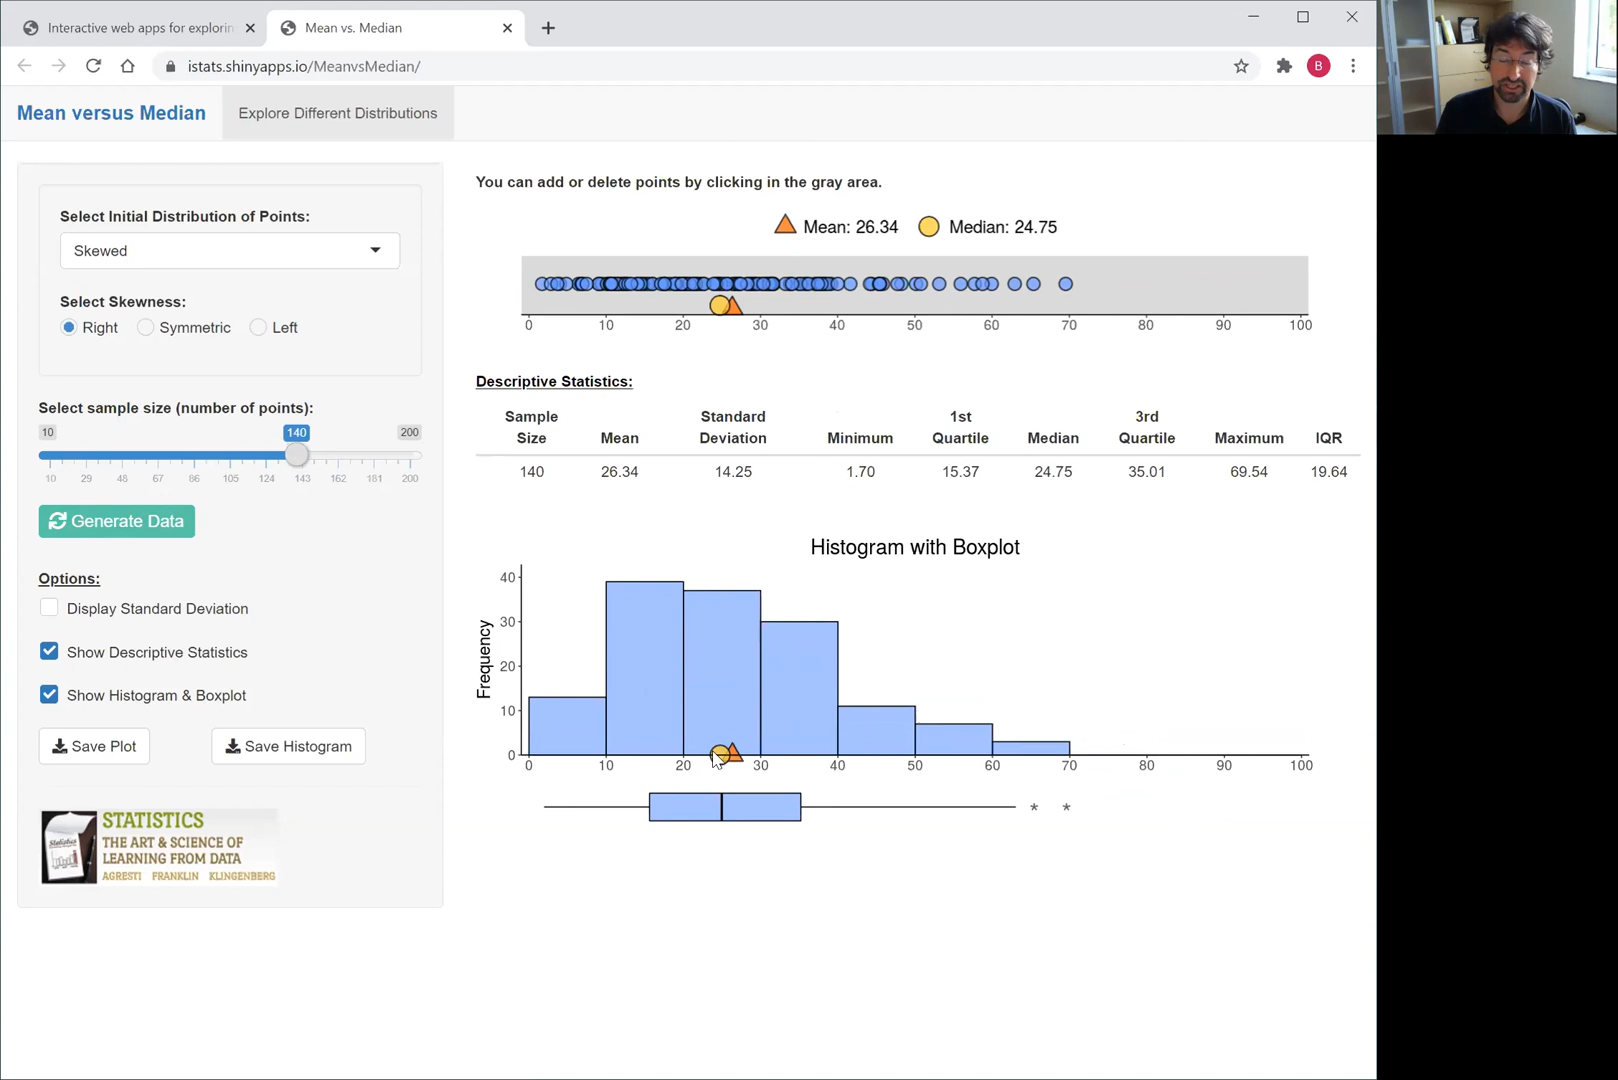 Interactive web apps for explorin
Mean vs. Median
istats.shinyapps.io/MeanvsMedian/
B
Mean versus Median
Explore Different Distributions
Select Initial Distribution of Points:
Skewed
Select Skewness:
Right Symmetric Left
Select sample size (number of points):
10 140 200
10 29 48 67 86 105 124 143 162 181 200
Generate Data
Options:
Display Standard Deviation
Show Descriptive Statistics
Show Histogram & Boxplot
Save Plot Save Histogram
STATISTICS
THE ART & SCIENCE OF
LEARNING FROM DATA
AGRESTI FRANKLIN KLINGENBERG
You can add or delete points by clicking in the gray area.
Mean: 26.34 Median: 24.75
0 10 20 30 40 50 60 70 80 90 100
Descriptive Statistics:
Sample Standard 1st 3rd
Size Mean Deviation Minimum Quartile Median Quartile Maximum IQR
140 26.34 14.25 1.70 15.37 24.75 35.01 69.54 19.64
Histogram with Boxplot
Frequency
40
30
20
10
0
0 10 20 30 40 50 60 70 80 90 100
* *